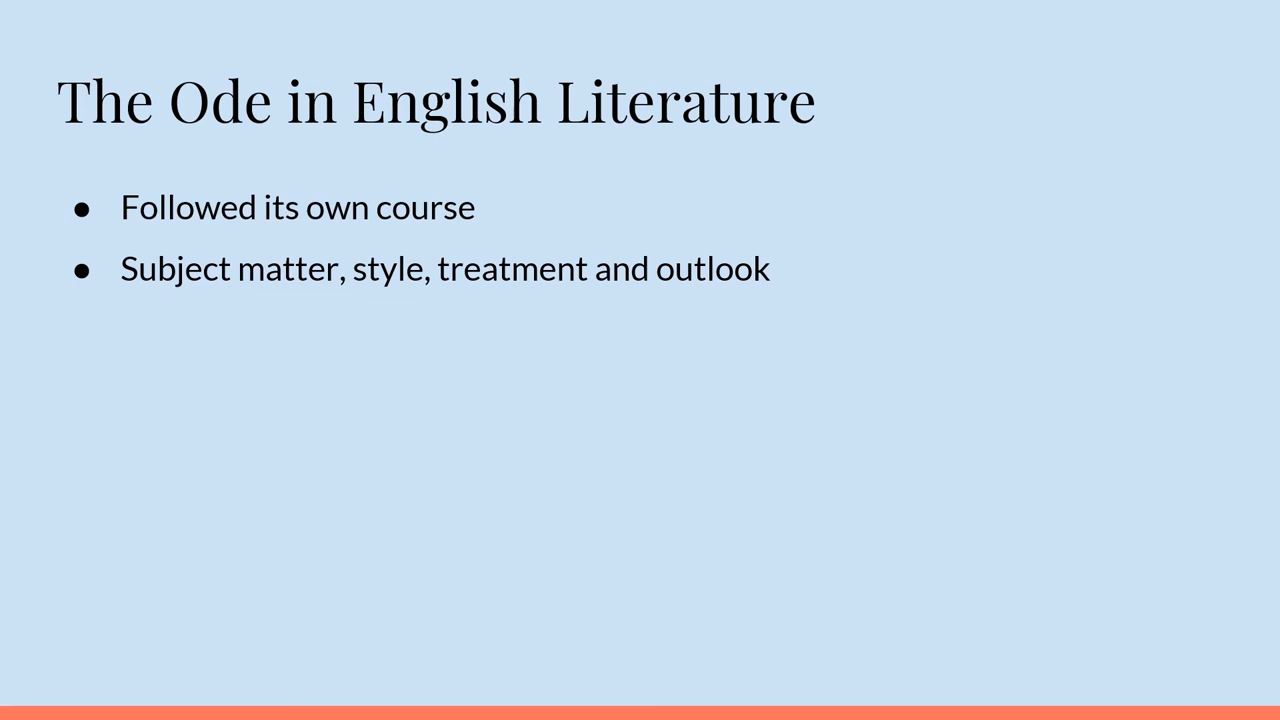 The Ode in English Literature
● Followed its own course
● Subject matter, style, treatment and outlook